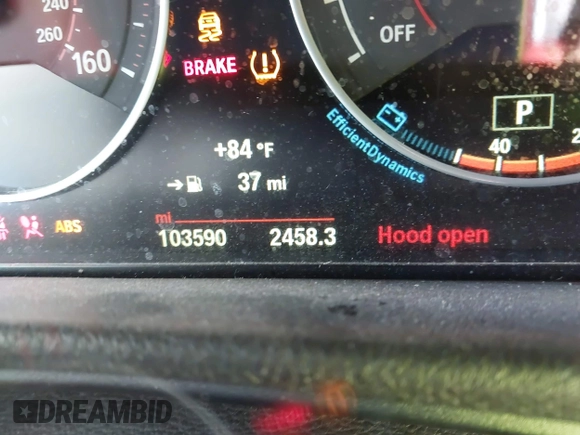 240
260
160
OFF
BRAKE
P
EfficientDynamics
40
+84 °F
37 mi
mi
ABS
103590
2458.3
Hood open
DREAMBID